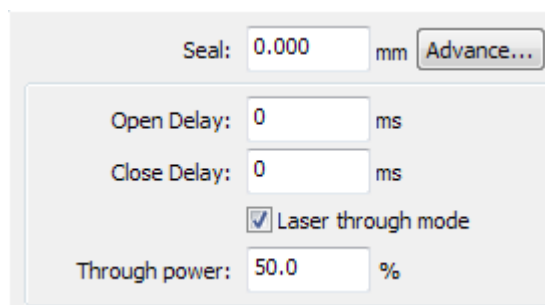 Seal: 0.000 mm Advance...
Open Delay: 0 ms
Close Delay: 0 ms
Laser through mode
Through power: 50.0 %